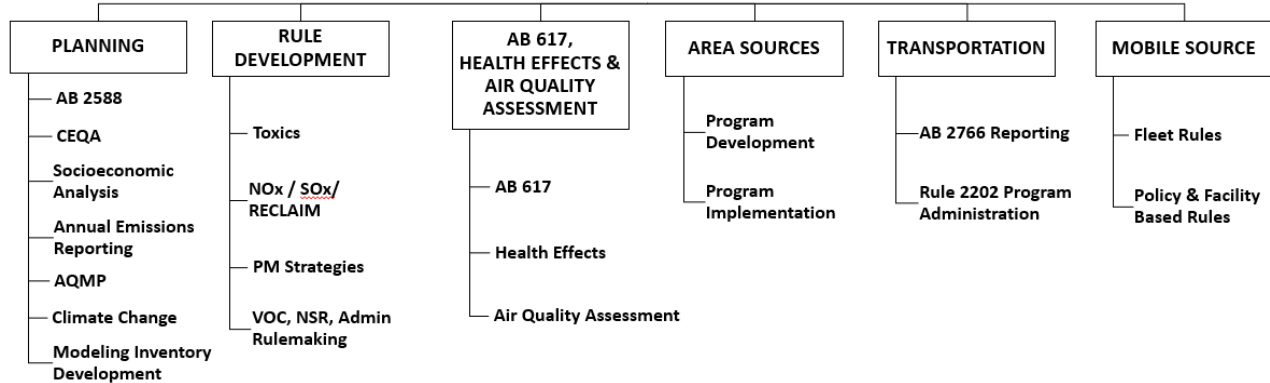 PLANNING
AB 2588
CEQA
Socioeconomic
Analysis
Annual Emissions
Reporting
AQMP
Climate Change
Modeling Inventory
Development
RULE
DEVELOPMENT
Toxics
NOx / SOx/
RECLAIM
PM Strategies
VOC, NSR, Admin
Rulemaking
AB 617,
HEALTH EFFECTS &
AIR QUALITY
ASSESSMENT
AB 617
Health Effects
Air Quality Assessment
AREA SOURCES
Program
Development
Program
Implementation
TRANSPORTATION
AB 2766 Reporting
Rule 2202 Program
Administration
MOBILE SOURCE
Fleet Rules
Policy & Facility
Based Rules